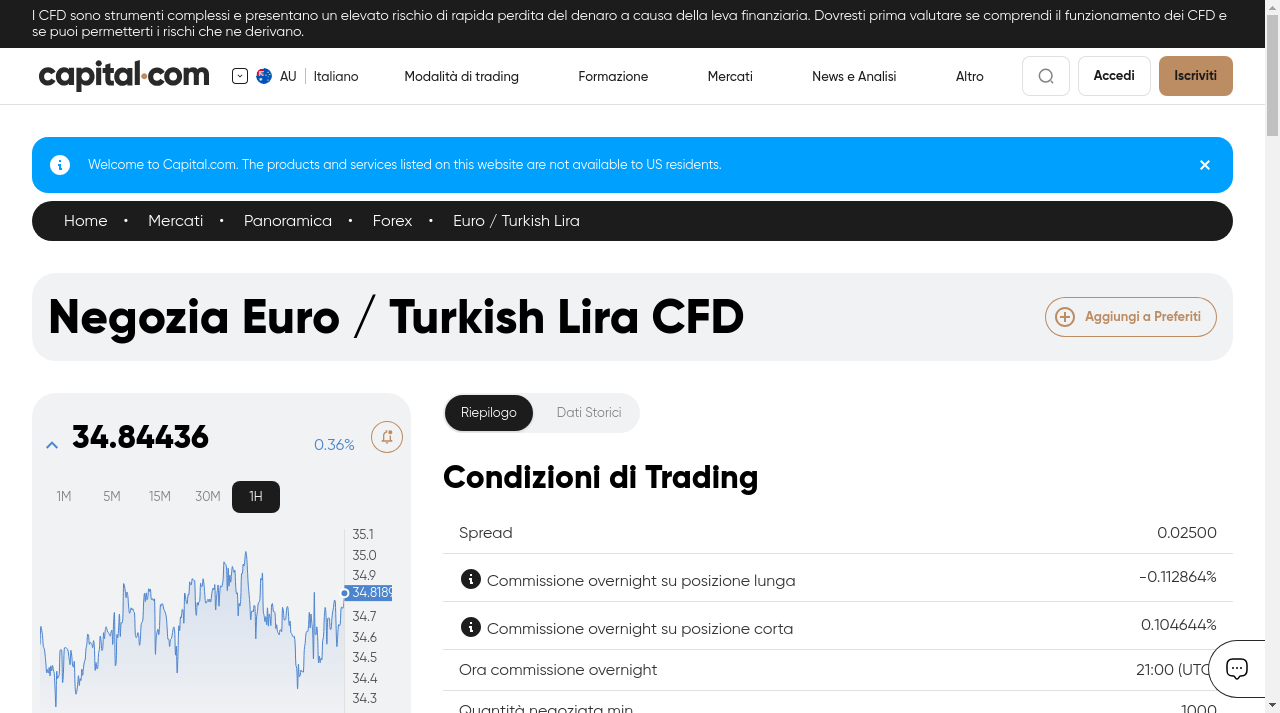 I CFD sono strumenti complessi e presentano un elevato rischio di rapida perdita del denaro a causa della leva finanziaria. Dovresti prima valutare se comprendi il funzionamento dei CFD e
se puoi permetterti i rischi che ne derivano.
capital.com
AU Italiano
Modalità di trading
Formazione
Mercati
News e Analisi
Altro
Accedi
Iscriviti
Welcome to Capital.com. The products and services listed on this website are not available to US residents.
Home • Mercati • Panoramica • Forex • Euro / Turkish Lira
Negozia Euro / Turkish Lira CFD
Aggiungi a Preferiti
34.84436
0.36%
1M 5M 15M 30M 1H
35.1
35.0
34.9
34.8189
34.7
34.6
34.5
34.4
34.3
Riepilogo
Dati Storici
Condizioni di Trading
Spread 0.02500
Commissione overnight su posizione lunga -0.112864%
Commissione overnight su posizione corta 0.104644%
Ora commissione overnight 21:00 (UTC
Quantità negoziata min. 1000